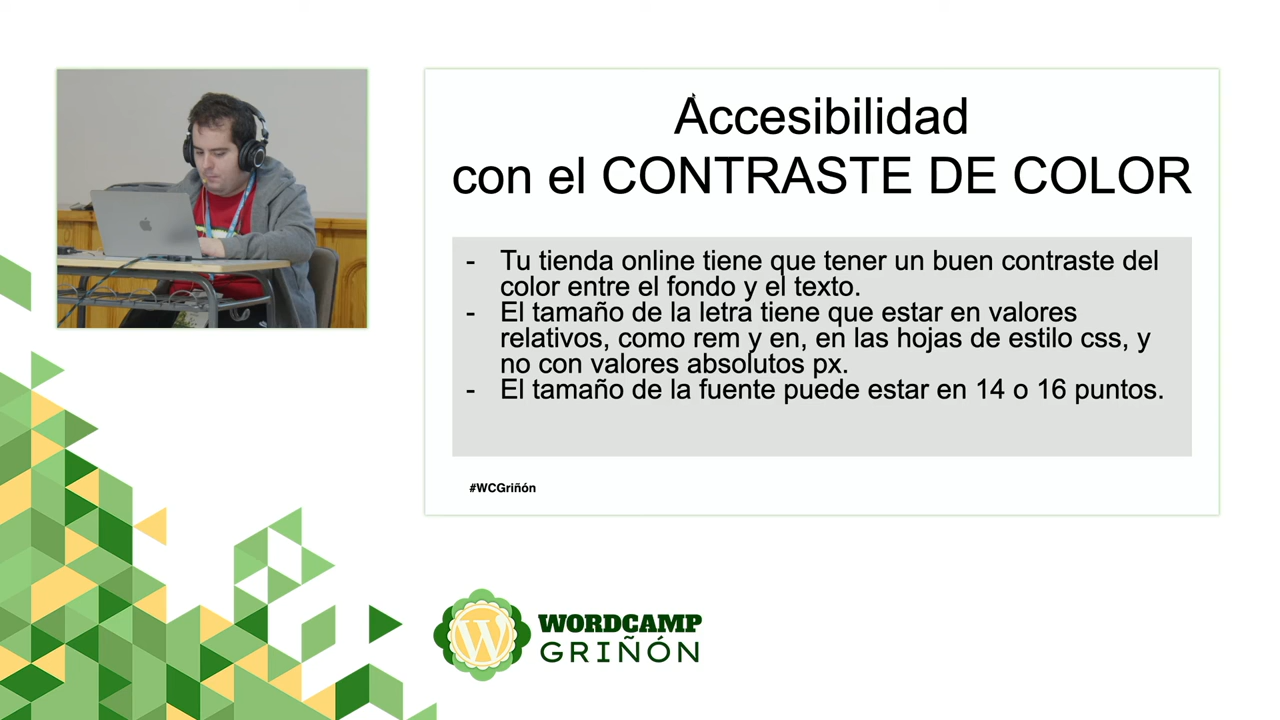 Accesibilidad
con el CONTRASTE DE COLOR
- Tu tienda online tiene que tener un buen contraste del
color entre el fondo y el texto.
- El tamaño de la letra tiene que estar en valores
relativos, como rem y en, en las hojas de estilo css, y
no con valores absolutos px.
- El tamaño de la fuente puede estar en 14 o 16 puntos.
#WCGriñón
W
WORDCAMP
GRIÑÓN